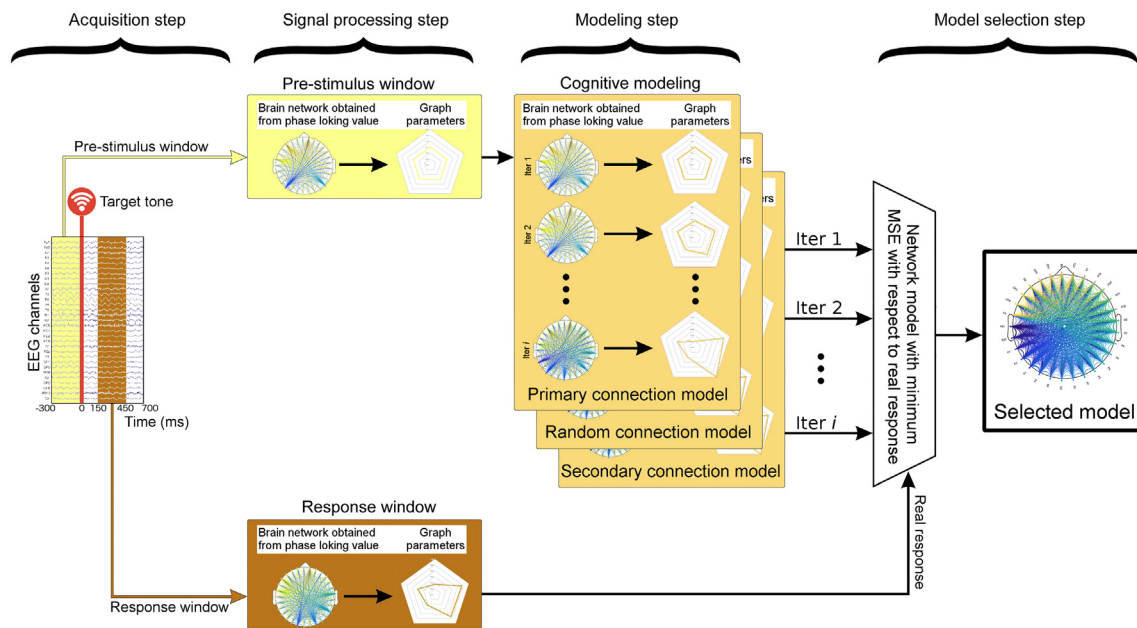 Acquisition step
Signal processing step
Modeling step
Model selection step
Pre-stimulus window
Pre-stimulus window
Brain network obtained
from phase loking value
Graph
parameters
Target tone
EEG channels
-300
0
150
450
700
Time (ms)
Cognitive modeling
Brain network obtained
from phase loking value
Graph
parameters
Iter 1
Iter 2
Iter i
Primary connection model
Random connection model
Secondary connection model
Iter 1
Iter 2
Iter i
Network model with minimum
MSE with respect to real response
Selected model
Real response
Response window
Response window
Brain network obtained
from phase loking value
Graph
parameters